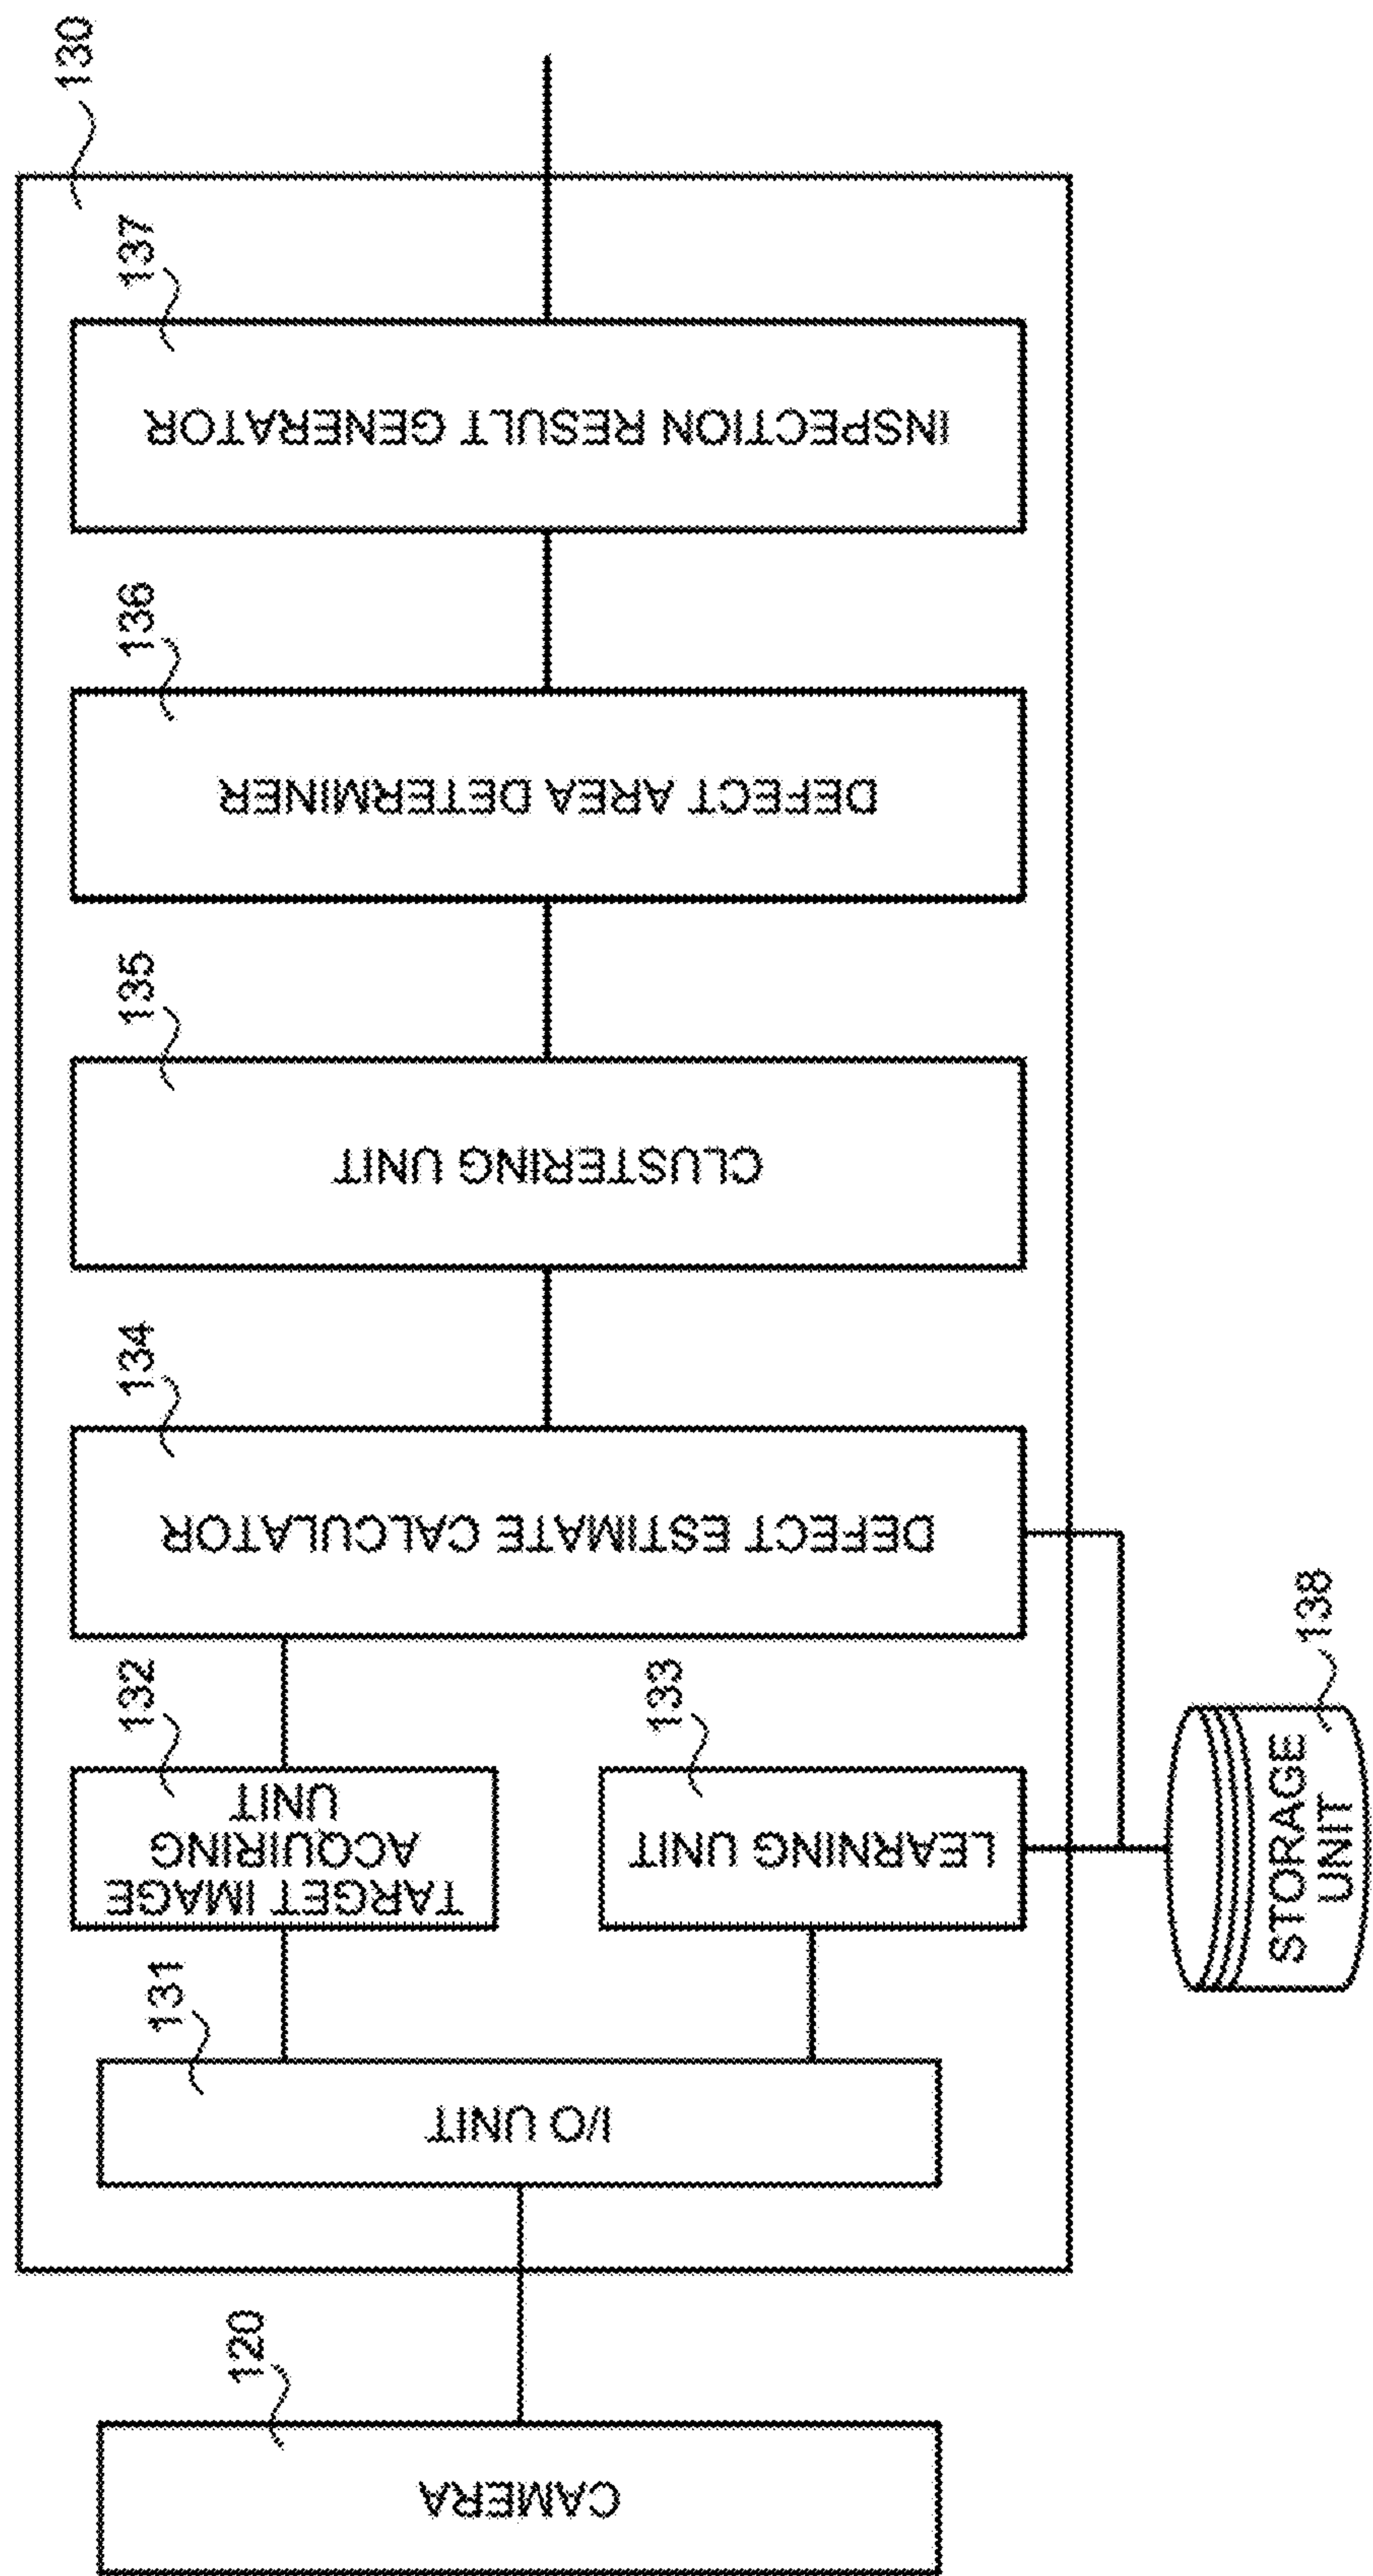 130
120
CAMERA
131
I/O UNIT
132
TARGET IMAGE
ACQUIRING
UNIT
133
LEARNING UNIT
134
DEFECT ESTIMATE CALCULATOR
135
CLUSTERING UNIT
136
DEFECT AREA DETERMINER
137
INSPECTION RESULT GENERATOR
138
STORAGE
UNIT